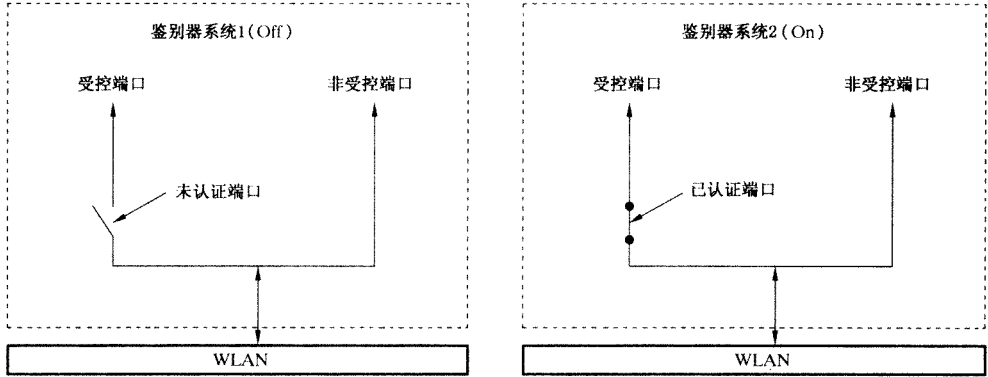 鉴别器系统1(Off)
受控端口
非受控端口
未认证端口
WLAN
鉴别器系统2(On)
受控端口
非受控端口
已认证端口
WLAN